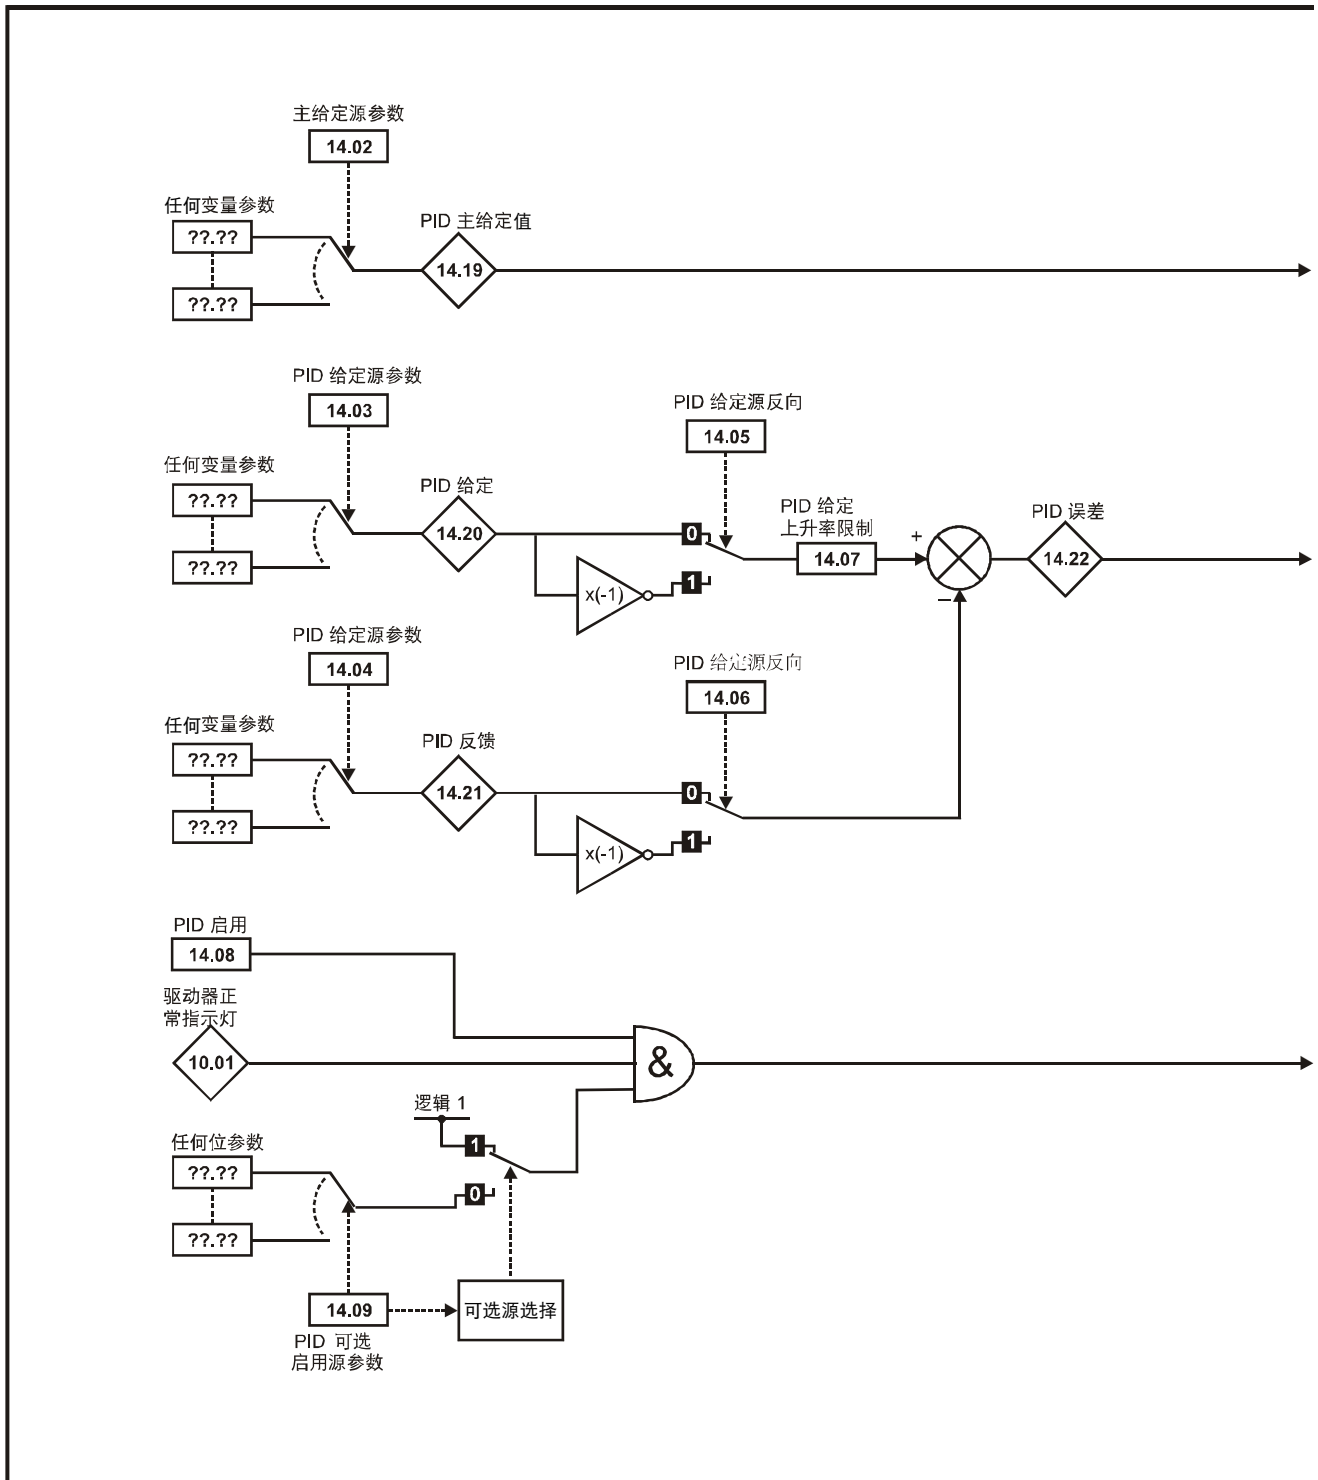 主给定源参数
14.02
任何变量参数
??.??
??.??
PID 主给定值
14.19
PID 给定源参数
14.03
任何变量参数
??.??
??.??
PID 给定
14.20
x(-1)
PID 给定源反向
14.05
0
1
PID 给定
上升率限制
14.07
+
−
PID 误差
14.22
PID 给定源参数
14.04
任何变量参数
??.??
??.??
PID 反馈
14.21
x(-1)
PID 给定源反向
14.06
0
1
PID 启用
14.08
驱动器正
常指示灯
10.01
&
逻辑 1
1
0
任何位参数
??.??
??.??
14.09
PID 可选
启用源参数
可选源选择